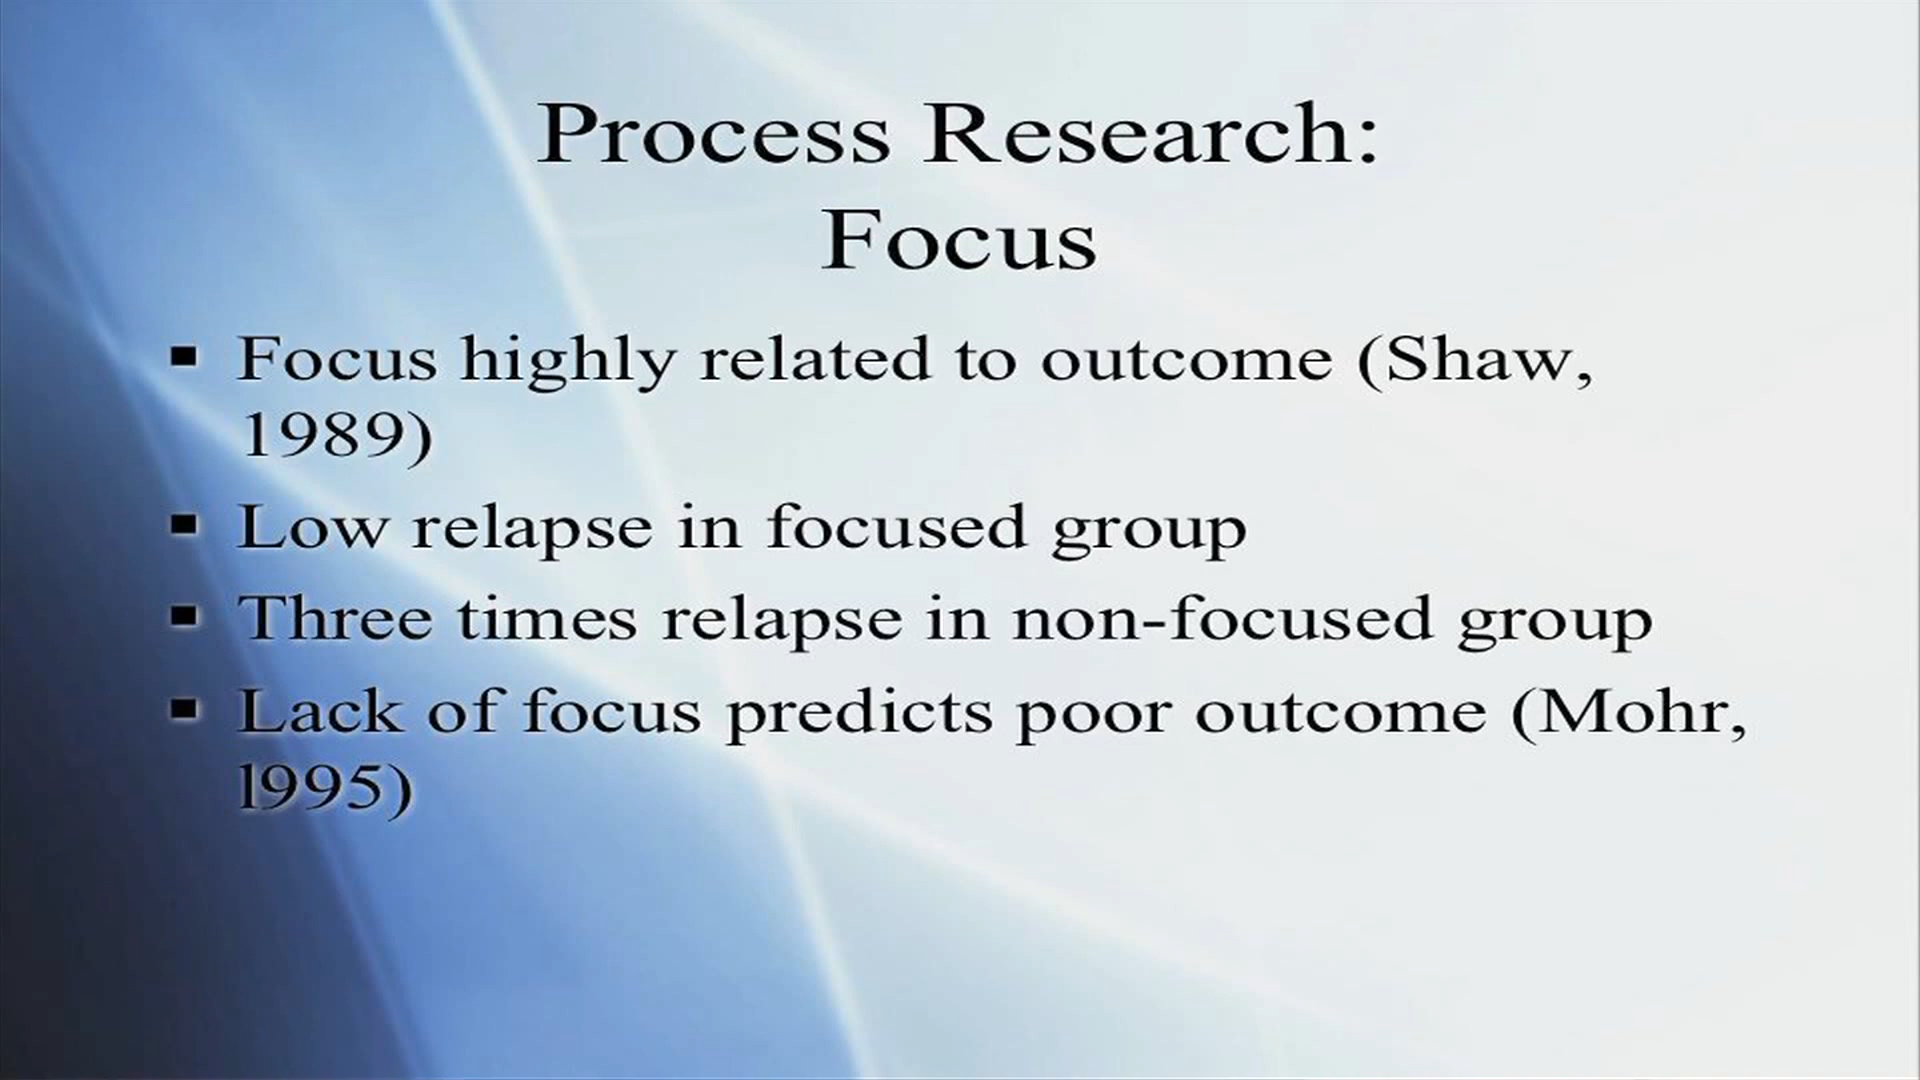 Process Research:
Focus
▪ Focus highly related to outcome (Shaw,
1989)
▪ Low relapse in focused group
▪ Three times relapse in non-focused group
▪ Lack of focus predicts poor outcome (Mohr,
l995)